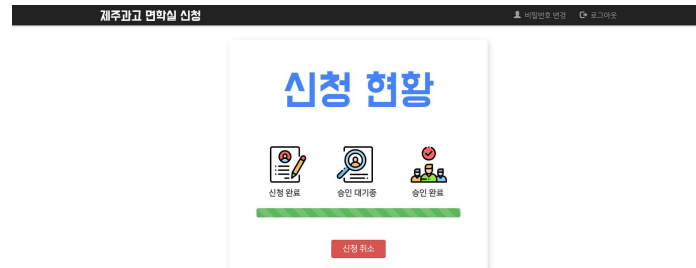 제주과고 면학실 신청
비밀번호 변경 로그아웃
신청 현황
신청 완료 승인 대기중 승인 완료
신청 취소